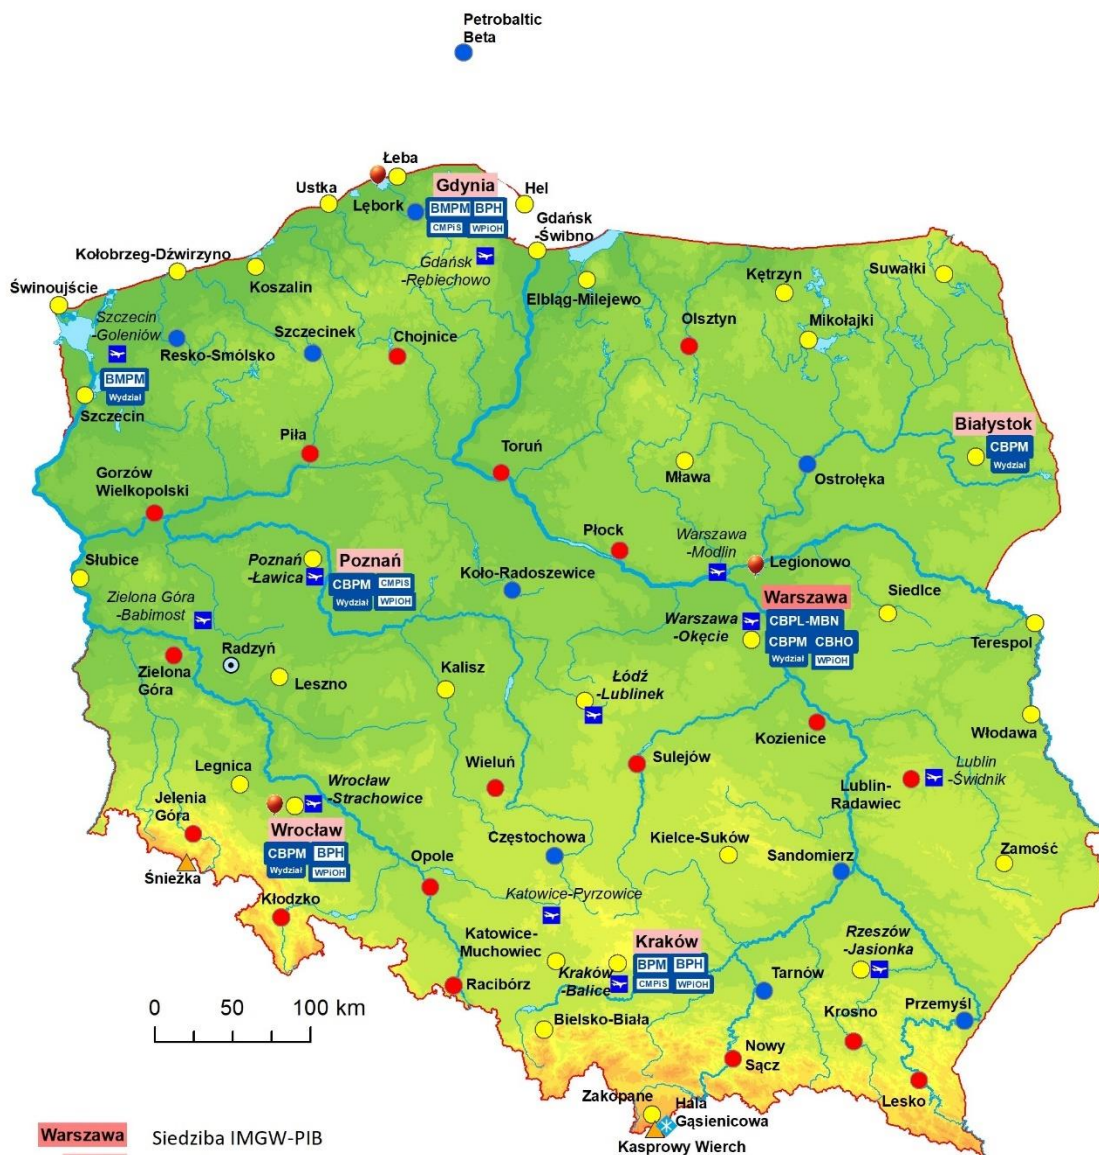 Petrobaltic
Beta
Łeba
Ustka
Gdynia
Hel
Lębork
BMPM BPH
CMPiS WPiOH
Gdańsk
-Świbno
Kołobrzeg-Dźwirzyno
Gdańsk
-Rębiechowo
Koszalin
Świnoujście
Elbląg-Milejewo
Kętrzyn
Suwałki
Szczecin
-Goleniów
Resko-Smólsko
Szczecinek
Chojnice
Olsztyn
Mikołajki
BMPM
Wydział
Szczecin
Białystok
CBPM
Wydział
Piła
Toruń
Mława
Ostrołęka
Gorzów
Wielkopolski
Płock
Warszawa
-Modlin
Legionowo
Słubice
Poznań
-Ławica
Poznań
CBPM CMPiS
Wydział WPiOH
Koło-Radoszewice
Zielona Góra
-Babimost
Warszawa
CBPL-MBN
CBPM CBHO
Wydział WPiOH
Warszawa
-Okęcie
Siedlce
Terespol
Radzyń
Zielona
Góra
Leszno
Kalisz
Łódź
-Lublinek
Kozienice
Włodawa
Legnica
Wrocław
-Strachowice
Wieluń
Sulejów
Lublin-
Radawiec
Lublin
-Świdnik
Jelenia
Góra
Wrocław
CBPM BPH
Wydział WPiOH
Śnieżka
Częstochowa
Kielce-Suków
Sandomierz
Zamość
Opole
Kłodzko
Katowice-Pyrzowice
Katowice-
Muchowiec
Kraków
BPM BPH
CMPiS WPiOH
Kraków
-Balice
Rzeszów
-Jasionka
Racibórz
Tarnów
Krosno
Przemyśl
0 50 100 km
Bielsko-Biała
Nowy
Sącz
Lesko
Zakopane
Hala
Gąsienicowa
Kasprowy Wierch
Warszawa Siedziba IMGW-PIB